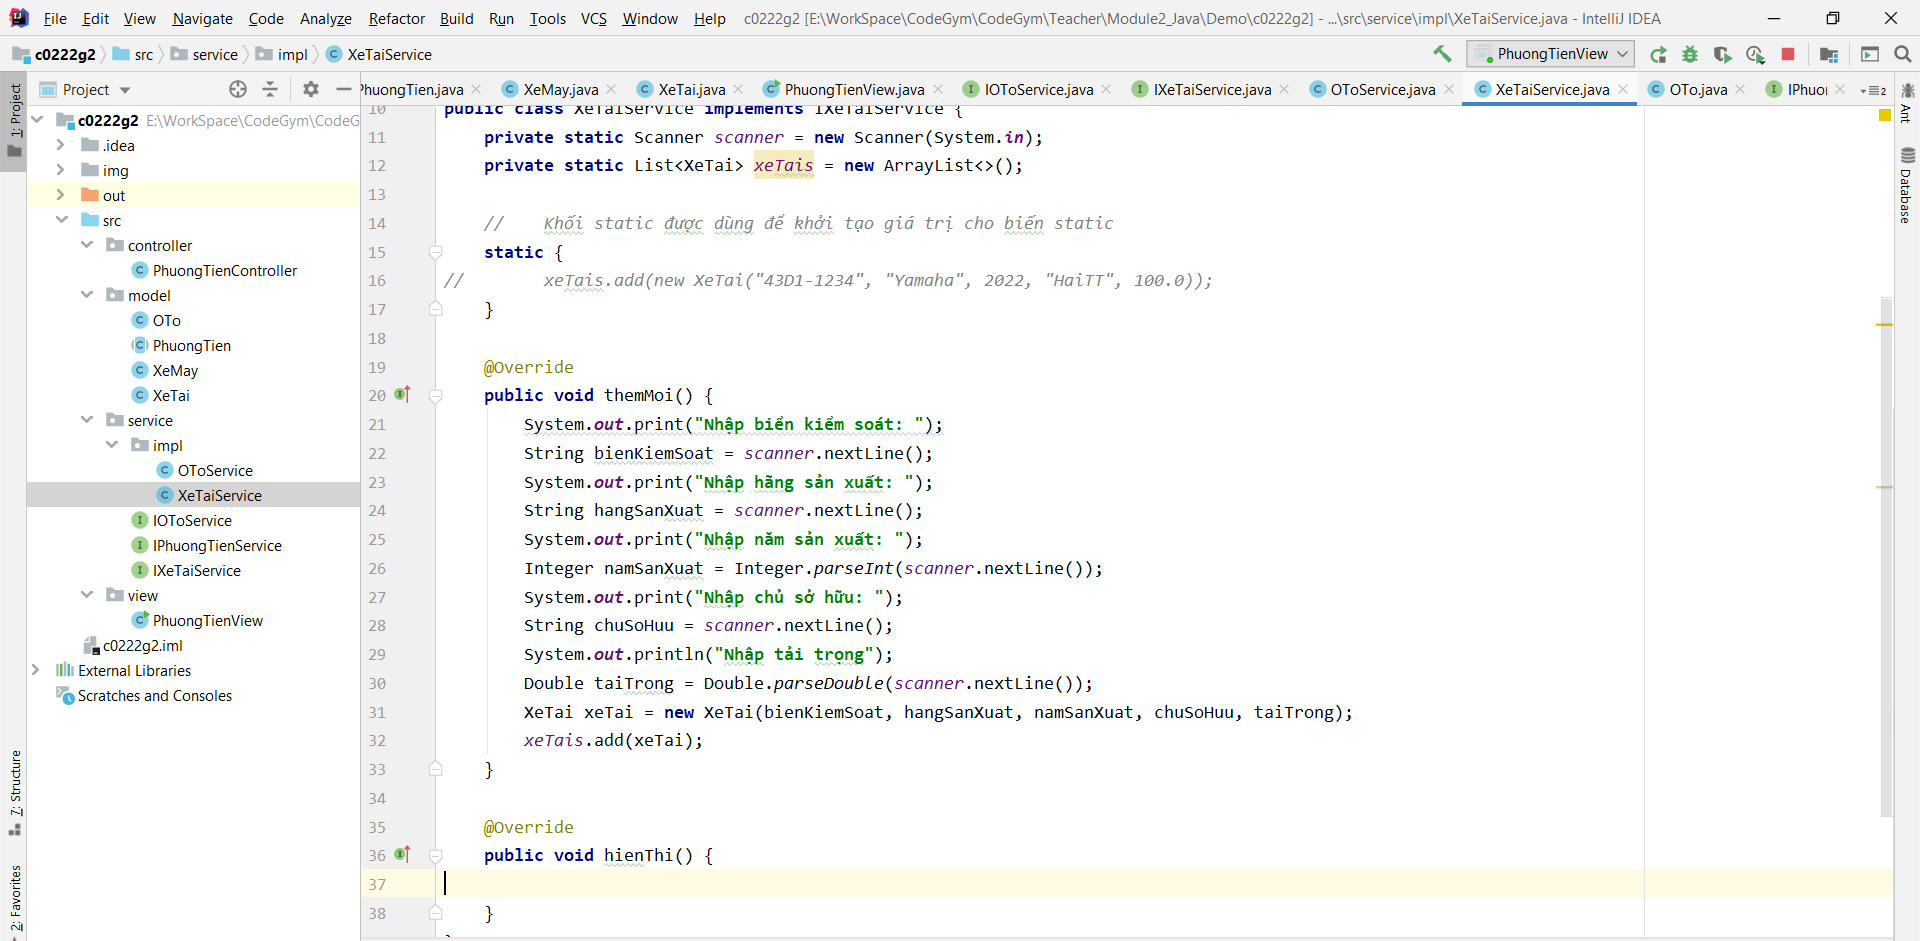 File Edit View Navigate Code Analyze Refactor Build Run Tools VCS Window Help c0222g2 [E:\WorkSpace\CodeGym\CodeGym\Teacher\Module2_Java\Demo\c0222g2] - ...\src\service\impl\XeTaiService.java - IntelliJ IDEA
c0222g2 src service impl XeTaiService PhuongTienView
Project
PhuongTien.java XeMay.java XeTai.java PhuongTienView.java IOToService.java IXeTaiService.java OToService.java XeTaiService.java OTo.java IPhuon 2
1: Project
7: Structure
2: Favorites
Ant
Database
c0222g2 E:\WorkSpace\CodeGym\CodeG
.idea
img
out
src
controller
PhuongTienController
model
OTo
PhuongTien
XeMay
XeTai
service
impl
OToService
XeTaiService
IOToService
IPhuongTienService
IXeTaiService
view
PhuongTienView
c0222g2.iml
External Libraries
Scratches and Consoles
10 public class XeTaiService implements IXeTaiService {
11 private static Scanner scanner = new Scanner(System.in);
12 private static List<XeTai> xeTais = new ArrayList<>();
13
14 // Khối static được dùng để khởi tạo giá trị cho biến static
15 static {
16 // xeTais.add(new XeTai("43D1-1234", "Yamaha", 2022, "HaiTT", 100.0));
17 }
18
19 @Override
20 public void themMoi() {
21 System.out.print("Nhập biển kiểm soát: ");
22 String bienKiemSoat = scanner.nextLine();
23 System.out.print("Nhập hãng sản xuất: ");
24 String hangSanXuat = scanner.nextLine();
25 System.out.print("Nhập năm sản xuất: ");
26 Integer namSanXuat = Integer.parseInt(scanner.nextLine());
27 System.out.print("Nhập chủ sở hữu: ");
28 String chuSoHuu = scanner.nextLine();
29 System.out.println("Nhập tải trọng");
30 Double taiTrong = Double.parseDouble(scanner.nextLine());
31 XeTai xeTai = new XeTai(bienKiemSoat, hangSanXuat, namSanXuat, chuSoHuu, taiTrong);
32 xeTais.add(xeTai);
33 }
34
35 @Override
36 public void hienThi() {
37
38 }